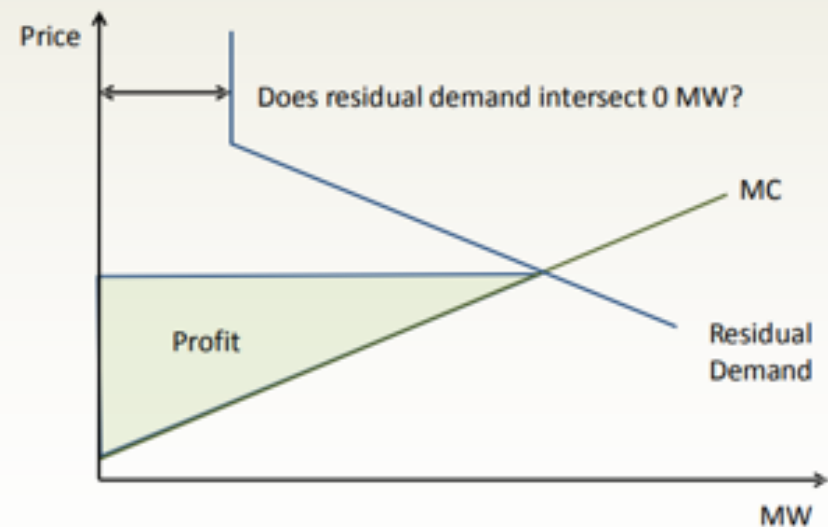 Price
Does residual demand intersect 0 MW?
MC
Profit
Residual
Demand
MW